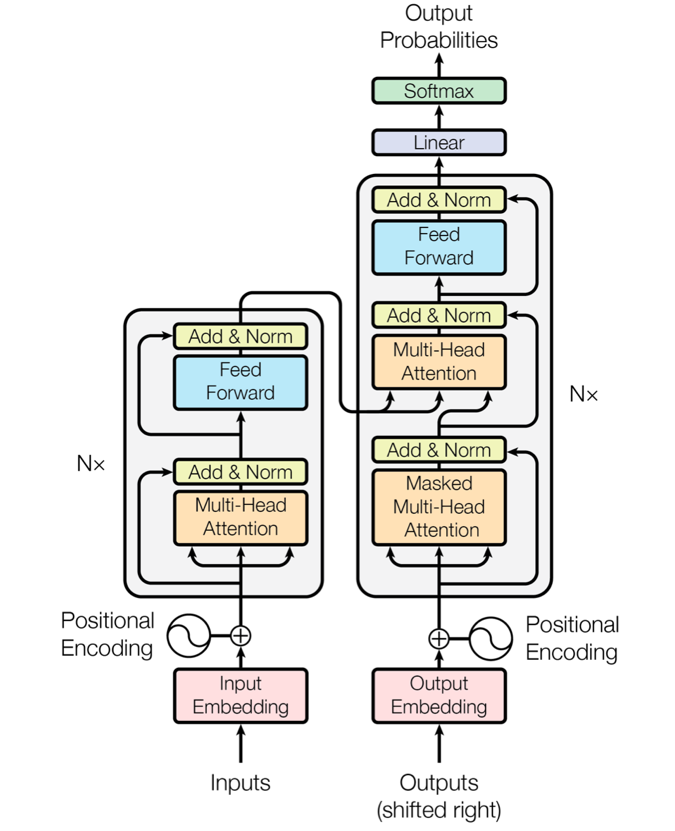 Output
Probabilities
Softmax
Linear
Add & Norm
Feed
Forward
Add & Norm
Multi-Head
Attention
Add & Norm
Masked
Multi-Head
Attention
N×
Add & Norm
Feed
Forward
Add & Norm
Multi-Head
Attention
N×
Positional
Encoding
Positional
Encoding
Input
Embedding
Output
Embedding
Inputs
Outputs
(shifted right)